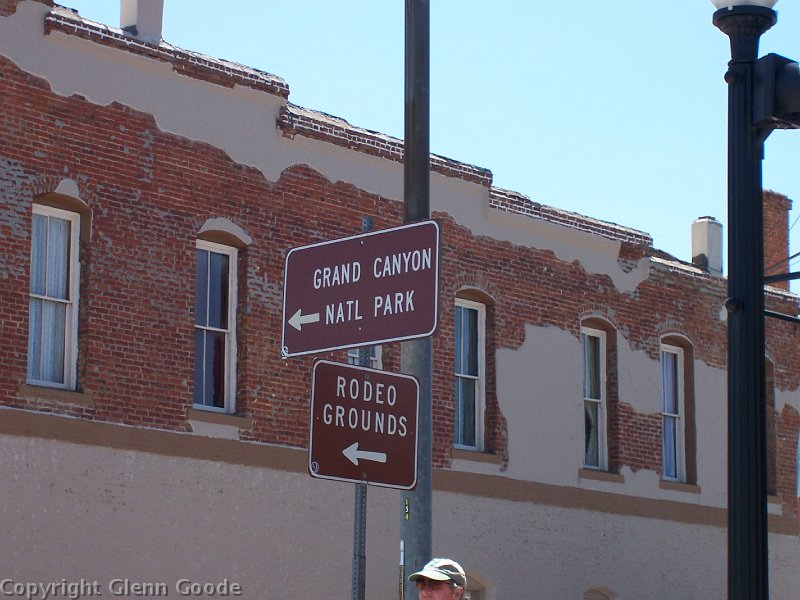 GRAND CANYON
NATL PARK
RODEO
GROUNDS
Copyright Glenn Goode